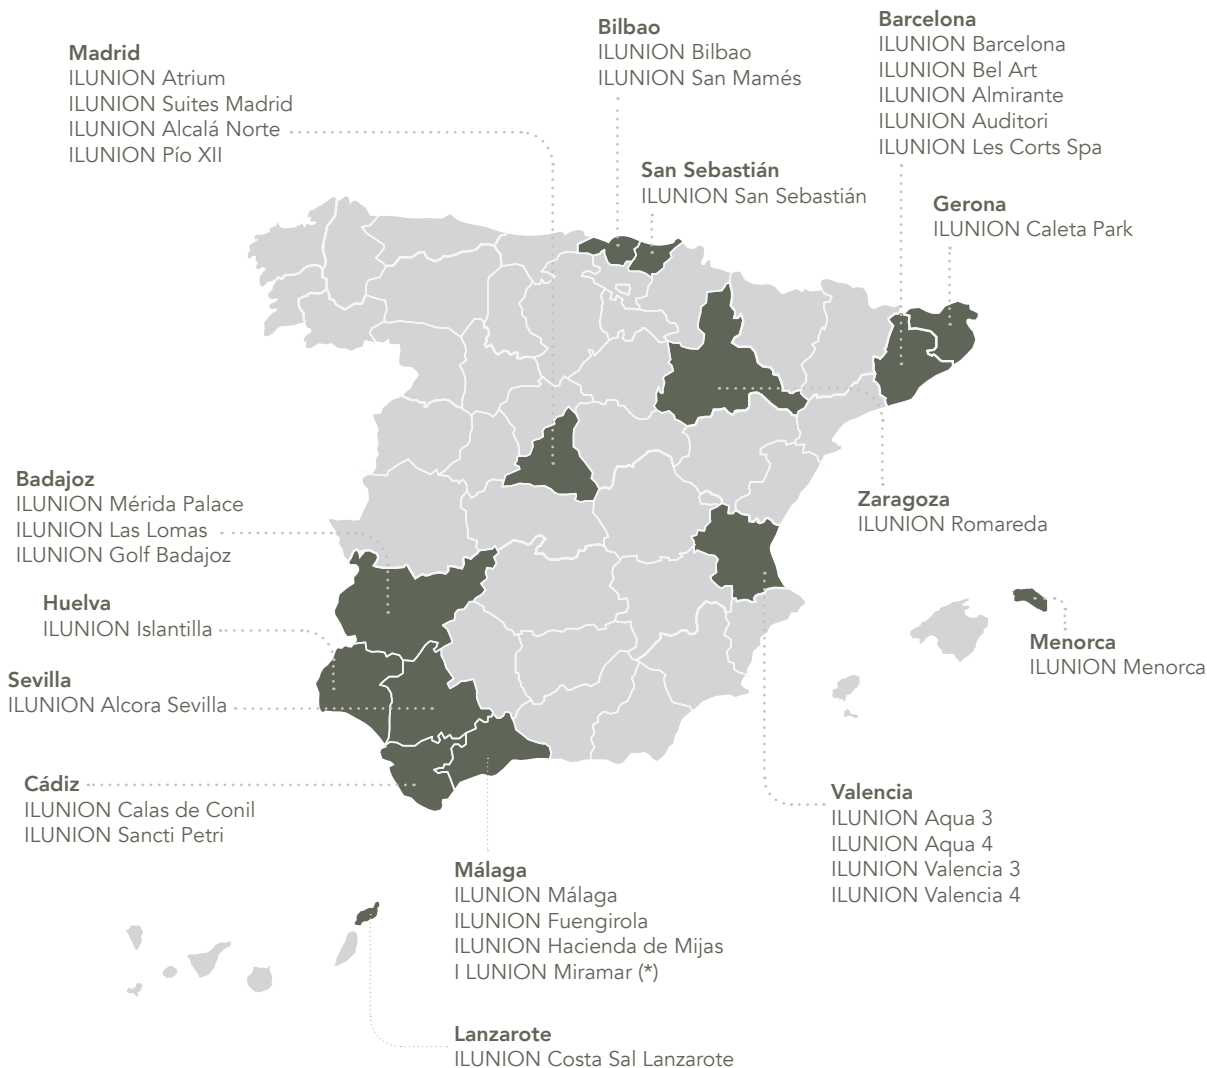 Madrid
ILUNION Atrium
ILUNION Suites Madrid
ILUNION Alcalá Norte
ILUNION Pío XII
Bilbao
ILUNION Bilbao
ILUNION San Mamés
Barcelona
ILUNION Barcelona
ILUNION Bel Art
ILUNION Almirante
ILUNION Auditori
ILUNION Les Corts Spa
San Sebastián
ILUNION San Sebastián
Gerona
ILUNION Caleta Park
Badajoz
ILUNION Mérida Palace
ILUNION Las Lomas
ILUNION Golf Badajoz
Zaragoza
ILUNION Romareda
Huelva
ILUNION Islantilla
Menorca
ILUNION Menorca
Sevilla
ILUNION Alcora Sevilla
Cádiz
ILUNION Calas de Conil
ILUNION Sancti Petri
Valencia
ILUNION Aqua 3
ILUNION Aqua 4
ILUNION Valencia 3
ILUNION Valencia 4
Málaga
ILUNION Málaga
ILUNION Fuengirola
ILUNION Hacienda de Mijas
I LUNION Miramar (*)
Lanzarote
ILUNION Costa Sal Lanzarote